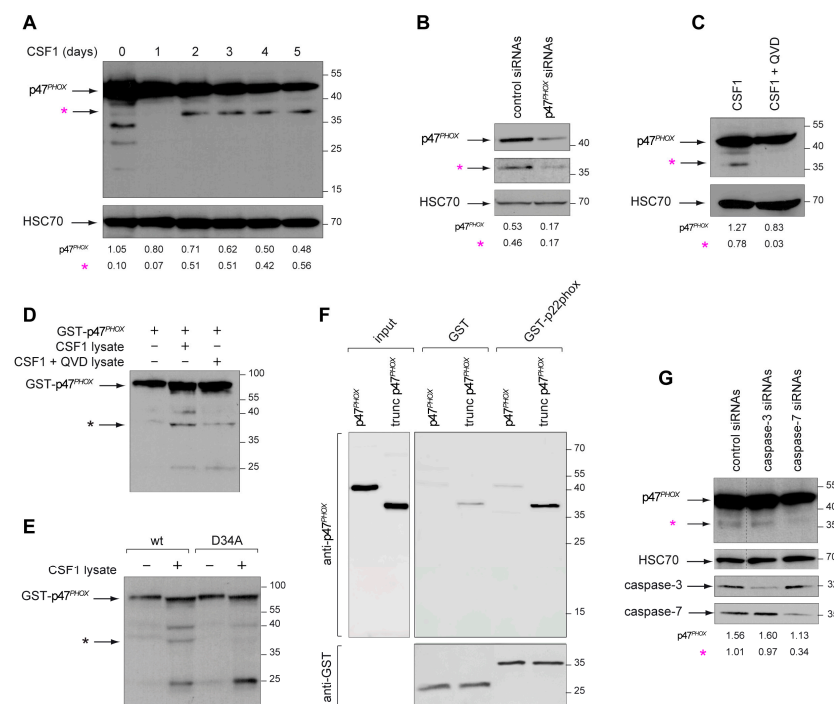 A
CSF1 (days) 0 1 2 3 4 5
p47PHOX
*
55
40
35
25
15
HSC70
70
p47PHOX 1.05 0.80 0.71 0.62 0.50 0.48
* 0.10 0.07 0.51 0.51 0.42 0.56
B
control siRNAs
p47PHOX siRNAs
p47PHOX
40
*
35
HSC70
70
p47PHOX 0.53 0.17
* 0.46 0.17
C
CSF1
CSF1 + QVD
p47PHOX
*
55
40
35
HSC70
70
p47PHOX 1.27 0.83
* 0.78 0.03
D
GST-p47PHOX + + +
CSF1 lysate – + –
CSF1 + QVD lysate – – +
GST-p47PHOX
*
100
55
40
35
25
E
wt D34A
CSF1 lysate – + – +
GST-p47PHOX
*
100
55
40
35
25
F
input GST GST-p22phox
p47PHOX
trunc p47PHOX
p47PHOX
trunc p47PHOX
p47PHOX
trunc p47PHOX
anti-p47PHOX
70
55
40
35
25
15
anti-GST
35
25
G
control siRNAs
caspase-3 siRNAs
caspase-7 siRNAs
p47PHOX
*
55
40
35
HSC70
70
caspase-3
caspase-7
p47PHOX 1.56 1.60 1.13
* 1.01 0.97 0.34